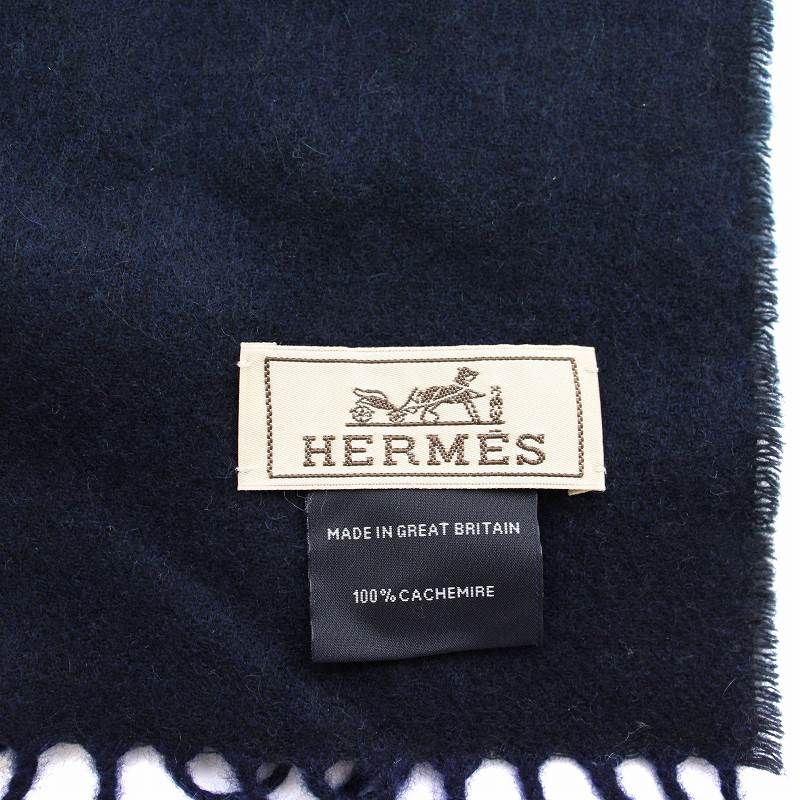 HERMÈS
MADE IN GREAT BRITAIN
100% CACHEMIRE